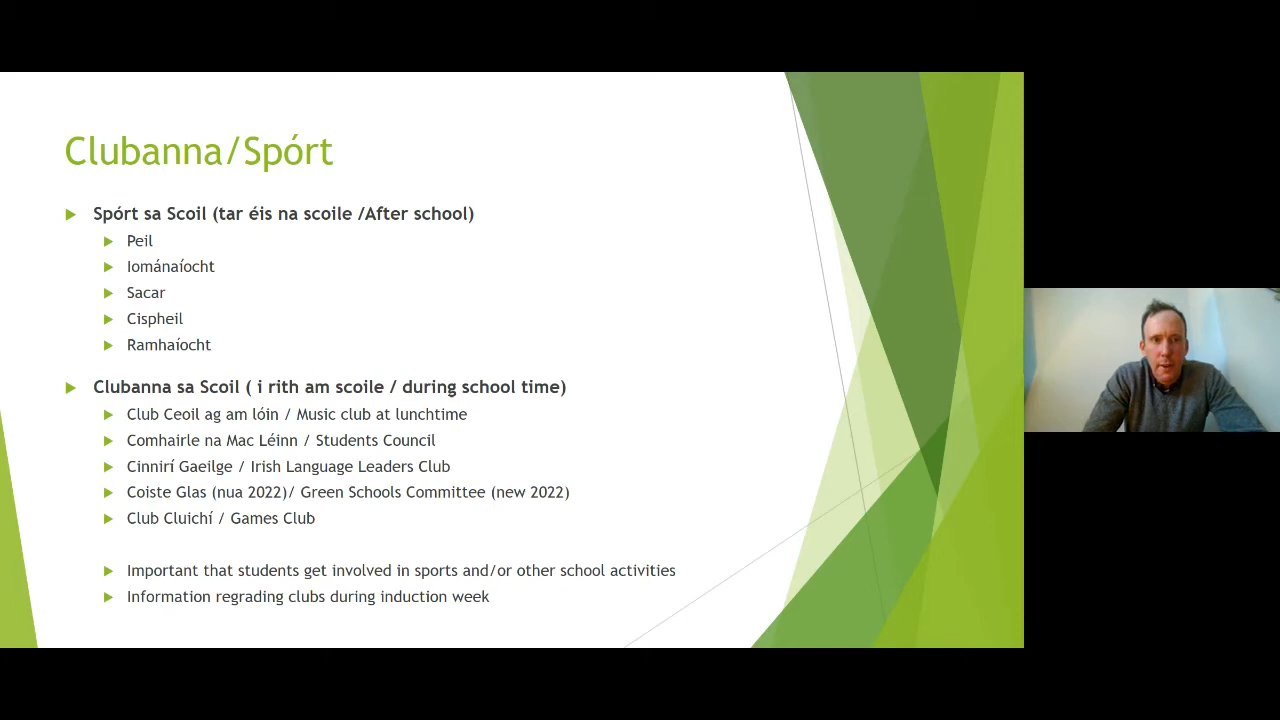 Clubanna/Spórt
Spórt sa Scoil (tar éis na scoile /After school)
Peil
Iománaíocht
Sacar
Cispheil
Ramhaíocht
Clubanna sa Scoil ( i rith am scoile / during school time)
Club Ceoil ag am lóin / Music club at lunchtime
Comhairle na Mac Léinn / Students Council
Cinnirí Gaeilge / Irish Language Leaders Club
Coiste Glas (nua 2022)/ Green Schools Committee (new 2022)
Club Cluichí / Games Club
Important that students get involved in sports and/or other school activities
Information regrading clubs during induction week